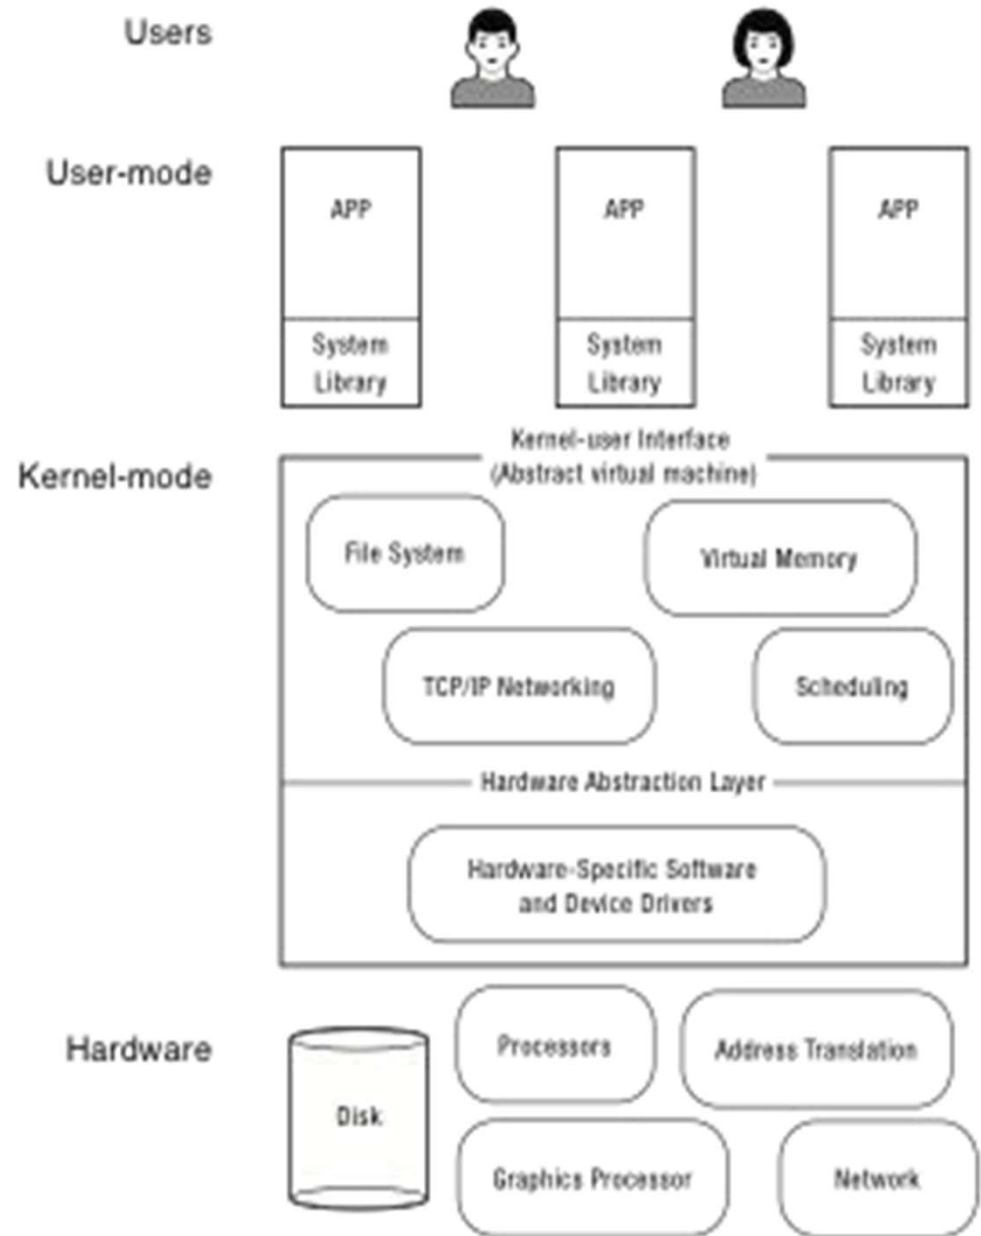 Users
User-mode
APP
APP
APP
System
Library
System
Library
System
Library
Kernel-mode
Kernel-user Interface
(Abstract virtual machine)
File System
Virtual Memory
TCP/IP Networking
Scheduling
Hardware Abstraction Layer
Hardware-Specific Software
and Device Drivers
Hardware
Disk
Processors
Address Translation
Graphics Processor
Network